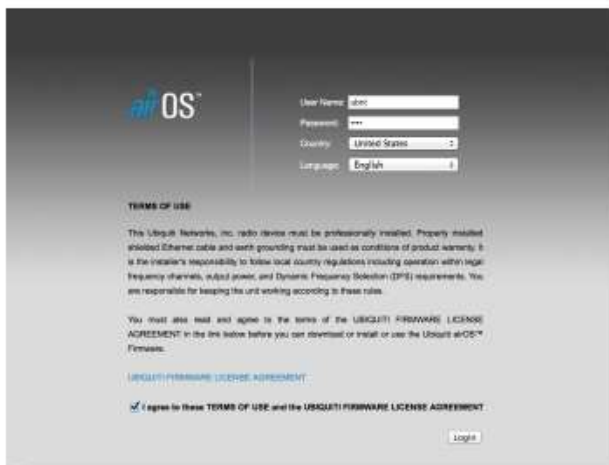 airOS™
User Name: ubnt
Password: ••••
Country: United States
Language: English
TERMS OF USE
This Ubiquiti Networks, Inc. radio device must be professionally installed. Properly installed
shielded Ethernet cable and earth grounding must be used as conditions of product warranty. It
is the installer's responsibility to follow local country regulations including operation within legal
frequency channels, output power, and Dynamic Frequency Selection (DFS) requirements. You
are responsible for keeping the unit working according to these rules.
You must also read and agree to the terms of the UBIQUITI FIRMWARE LICENSE
AGREEMENT in the link below before you can download or install or use the Ubiquiti airOS™
Firmware.
UBIQUITI FIRMWARE LICENSE AGREEMENT
I agree to these TERMS OF USE and the UBIQUITI FIRMWARE LICENSE AGREEMENT
Login